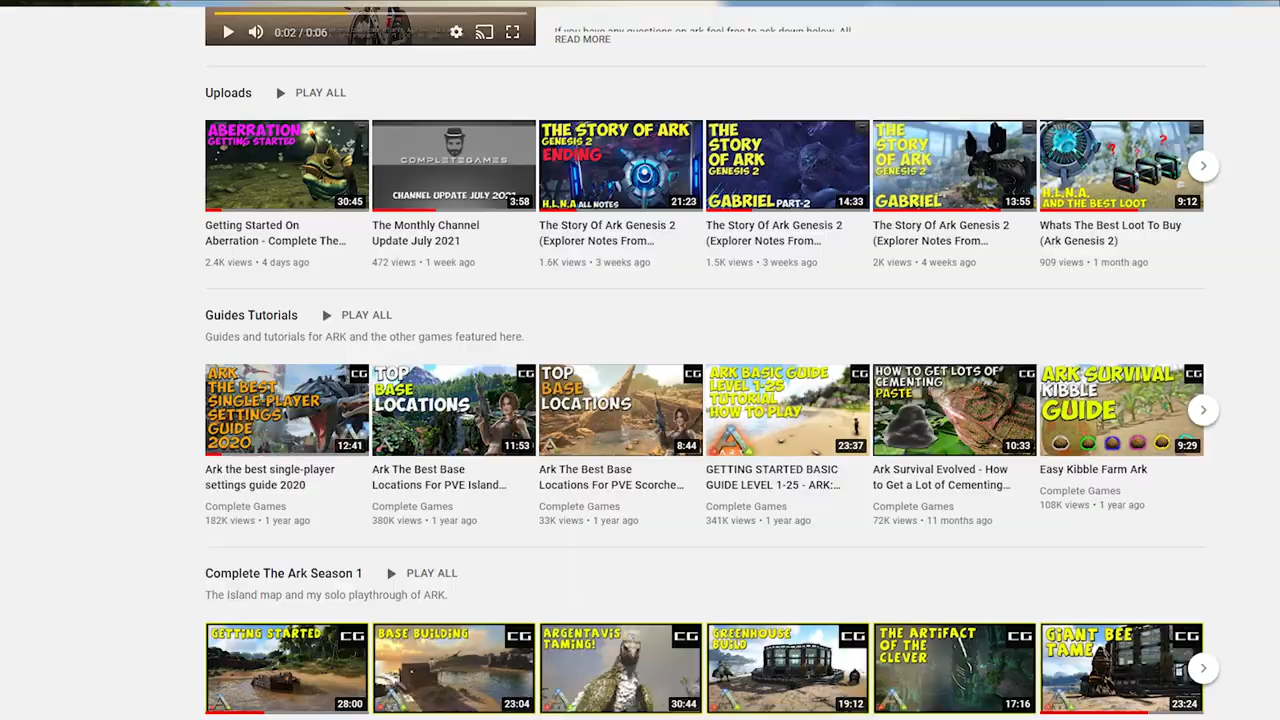 0:02 / 0:06
If you have any questions on ark feel free to ask down below. All
READ MORE
Uploads PLAY ALL
ABERRATION
GETTING STARTED
30:45
COMPLETEGAMES
CHANNEL UPDATE JULY 2021
3:58
THE STORY OF ARK
GENESIS 2
ENDING
H.L.N.A ALL NOTES
21:23
THE
STORY
OF ARK
GENESIS 2
GABRIEL PART-2
14:33
THE
STORY
OF ARK
GENESIS 2
GABRIEL
13:55
? ?
H.L.N.A.
AND THE BEST LOOT
9:12
Getting Started On
Aberration - Complete The...
2.4K views • 4 days ago
The Monthly Channel
Update July 2021
472 views • 1 week ago
The Story Of Ark Genesis 2
(Explorer Notes From...
1.6K views • 3 weeks ago
The Story Of Ark Genesis 2
(Explorer Notes From...
1.5K views • 3 weeks ago
The Story Of Ark Genesis 2
(Explorer Notes From...
2K views • 4 weeks ago
Whats The Best Loot To Buy
(Ark Genesis 2)
909 views • 1 month ago
Guides Tutorials PLAY ALL
Guides and tutorials for ARK and the other games featured here.
ARK
THE BEST
SINGLE-PLAYER
SETTINGS
GUIDE
2020
CG
12:41
TOP
BASE
LOCATIONS
CG
11:53
TOP
BASE
LOCATIONS
CG
8:44
ARK BASIC GUIDE
LEVEL 1-25
TUTORIAL
HOW TO PLAY
CG
23:37
HOW TO GET LOTS OF
CEMENTING
PASTE
CG
10:33
ARK SURVIVAL
KIBBLE
GUIDE
CG
9:29
Ark the best single-player
settings guide 2020
Complete Games
182K views • 1 year ago
Ark The Best Base
Locations For PVE Island...
Complete Games
380K views • 1 year ago
Ark The Best Base
Locations For PVE Scorche...
Complete Games
33K views • 1 year ago
GETTING STARTED BASIC
GUIDE LEVEL 1-25 - ARK:...
Complete Games
341K views • 1 year ago
Ark Survival Evolved - How
to Get a Lot of Cementing...
Complete Games
72K views • 11 months ago
Easy Kibble Farm Ark
Complete Games
108K views • 1 year ago
Complete The Ark Season 1 PLAY ALL
The Island map and my solo playthrough of ARK.
GETTING STARTED
CG
28:00
BASE BUILDING
CG
23:04
ARGENTAVIS
TAMING!
CG
30:44
GREENHOUSE
BUILD
CG
19:12
THE ARTIFACT
OF THE
CLEVER
CG
17:16
GIANT BEE
TAME
CG
23:24